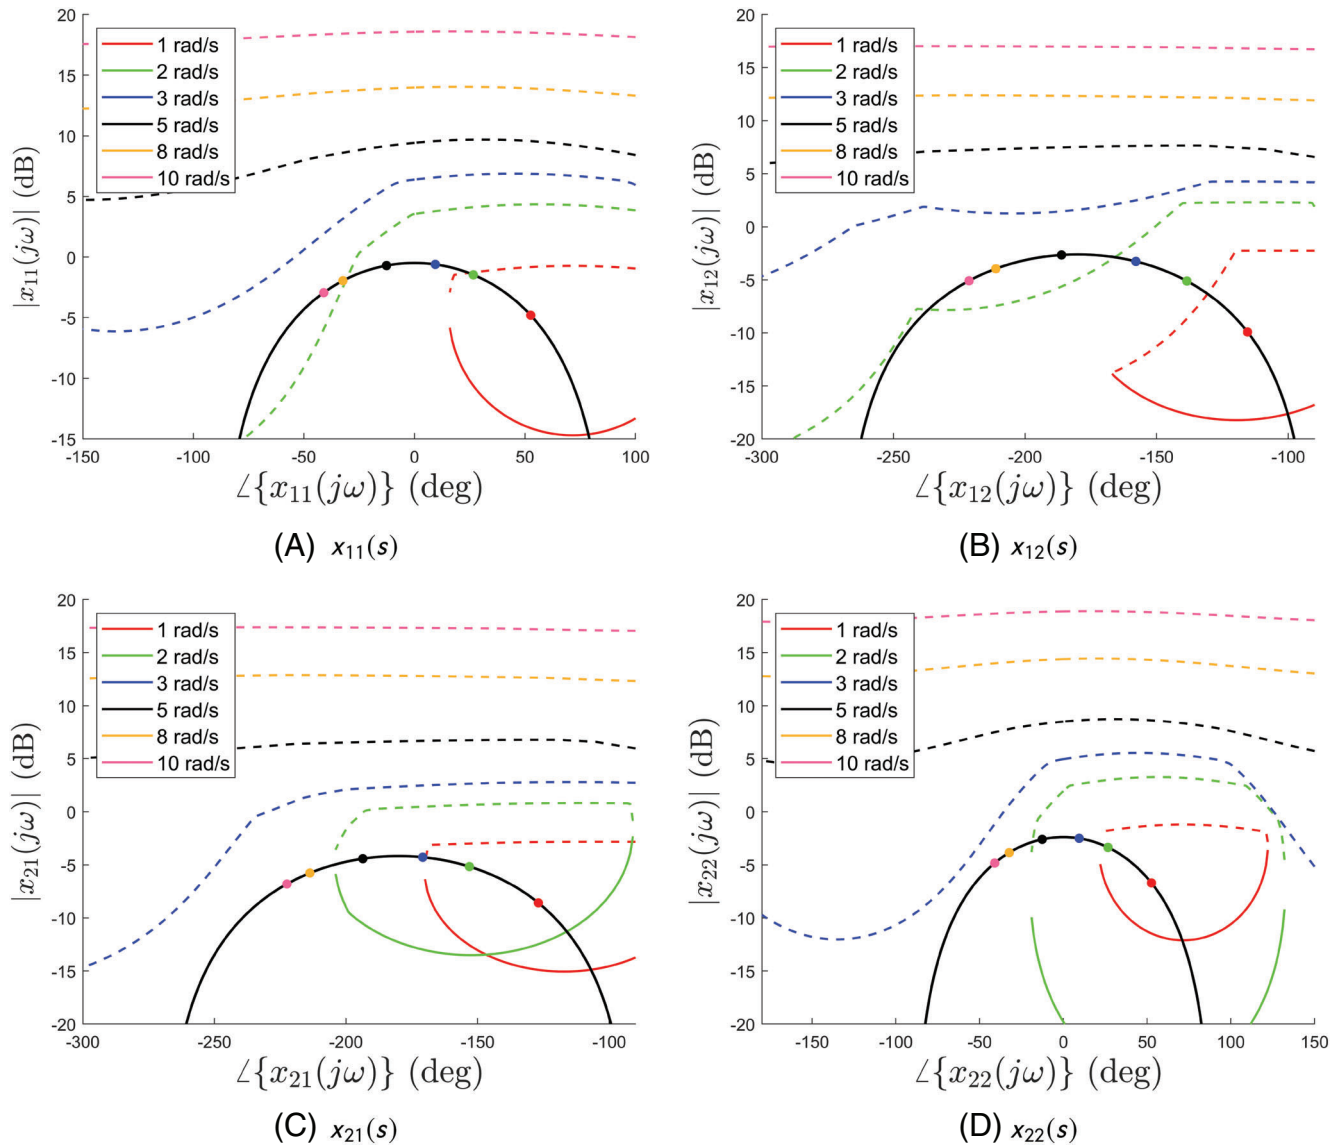 20
15
10
5
0
-5
-10
-15
-150
-100
-50
0
50
100
|x₁₁(jω)| (dB)
1 rad/s
2 rad/s
3 rad/s
5 rad/s
8 rad/s
10 rad/s
∠{x₁₁(jω)} (deg)
(A) x₁₁(s)
20
15
10
5
0
-5
-10
-15
-20
-300
-250
-200
-150
-100
|x₁₂(jω)| (dB)
1 rad/s
2 rad/s
3 rad/s
5 rad/s
8 rad/s
10 rad/s
∠{x₁₂(jω)} (deg)
(B) x₁₂(s)
20
15
10
5
0
-5
-10
-15
-20
-300
-250
-200
-150
-100
|x₂₁(jω)| (dB)
1 rad/s
2 rad/s
3 rad/s
5 rad/s
8 rad/s
10 rad/s
∠{x₂₁(jω)} (deg)
(C) x₂₁(s)
20
15
10
5
0
-5
-10
-15
-20
-150
-100
-50
0
50
100
150
|x₂₂(jω)| (dB)
1 rad/s
2 rad/s
3 rad/s
5 rad/s
8 rad/s
10 rad/s
∠{x₂₂(jω)} (deg)
(D) x₂₂(s)